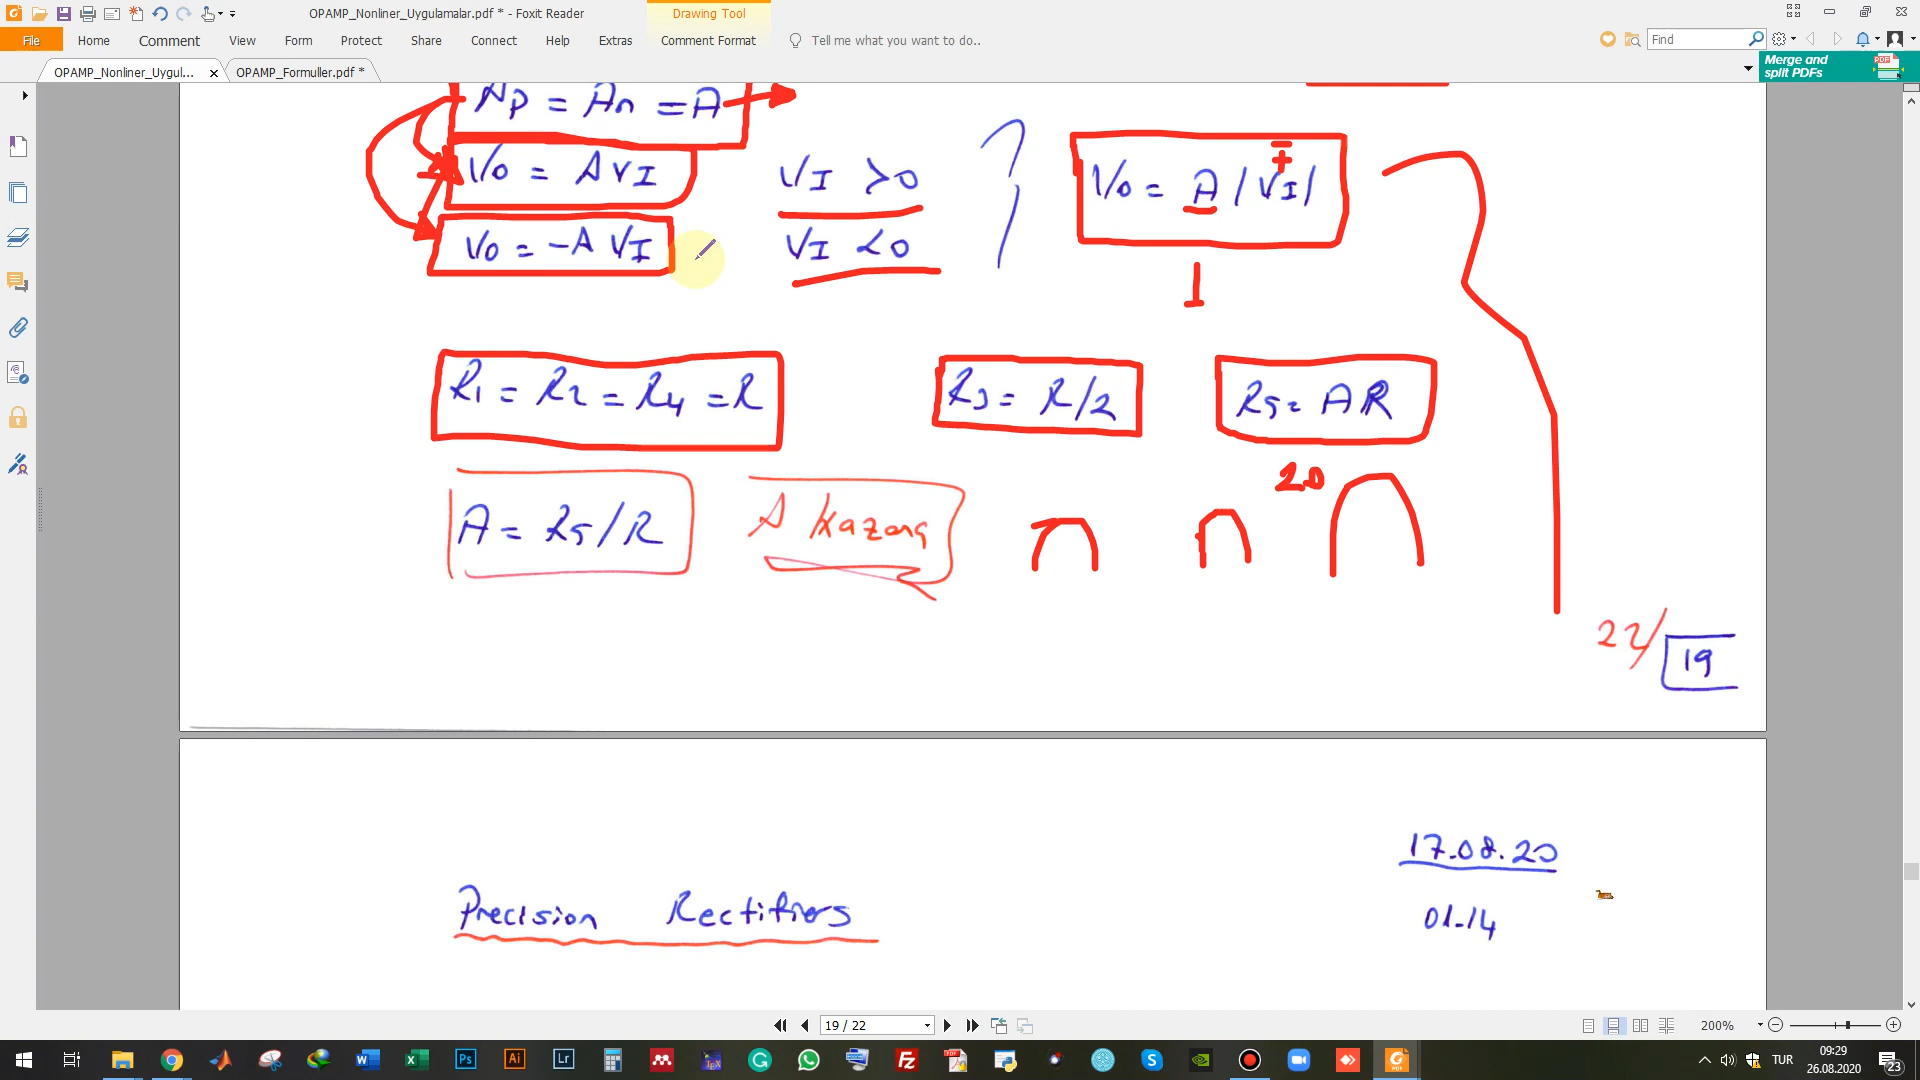 OPAMP_Nonliner_Uygulamalar.pdf * - Foxit Reader
Drawing Tool
File Home Comment View Form Protect Share Connect Help Extras Comment Format Tell me what you want to do.. Find
OPAMP_Nonliner_Uygul... OPAMP_Formuller.pdf *
Merge and split PDFs
Ap = An = A
Vo = A VI VI > 0 Vo = A |VI|
Vo = -A VI VI < 0
1
R1 = R2 = R4 = R R3 = R/2 R5 = AR
20
A = R5/R A kazanç
22/ 19
17.08.20
Precision Rectifiers
01-14
19 / 22
200%
TUR
09:29
26.08.2020
23